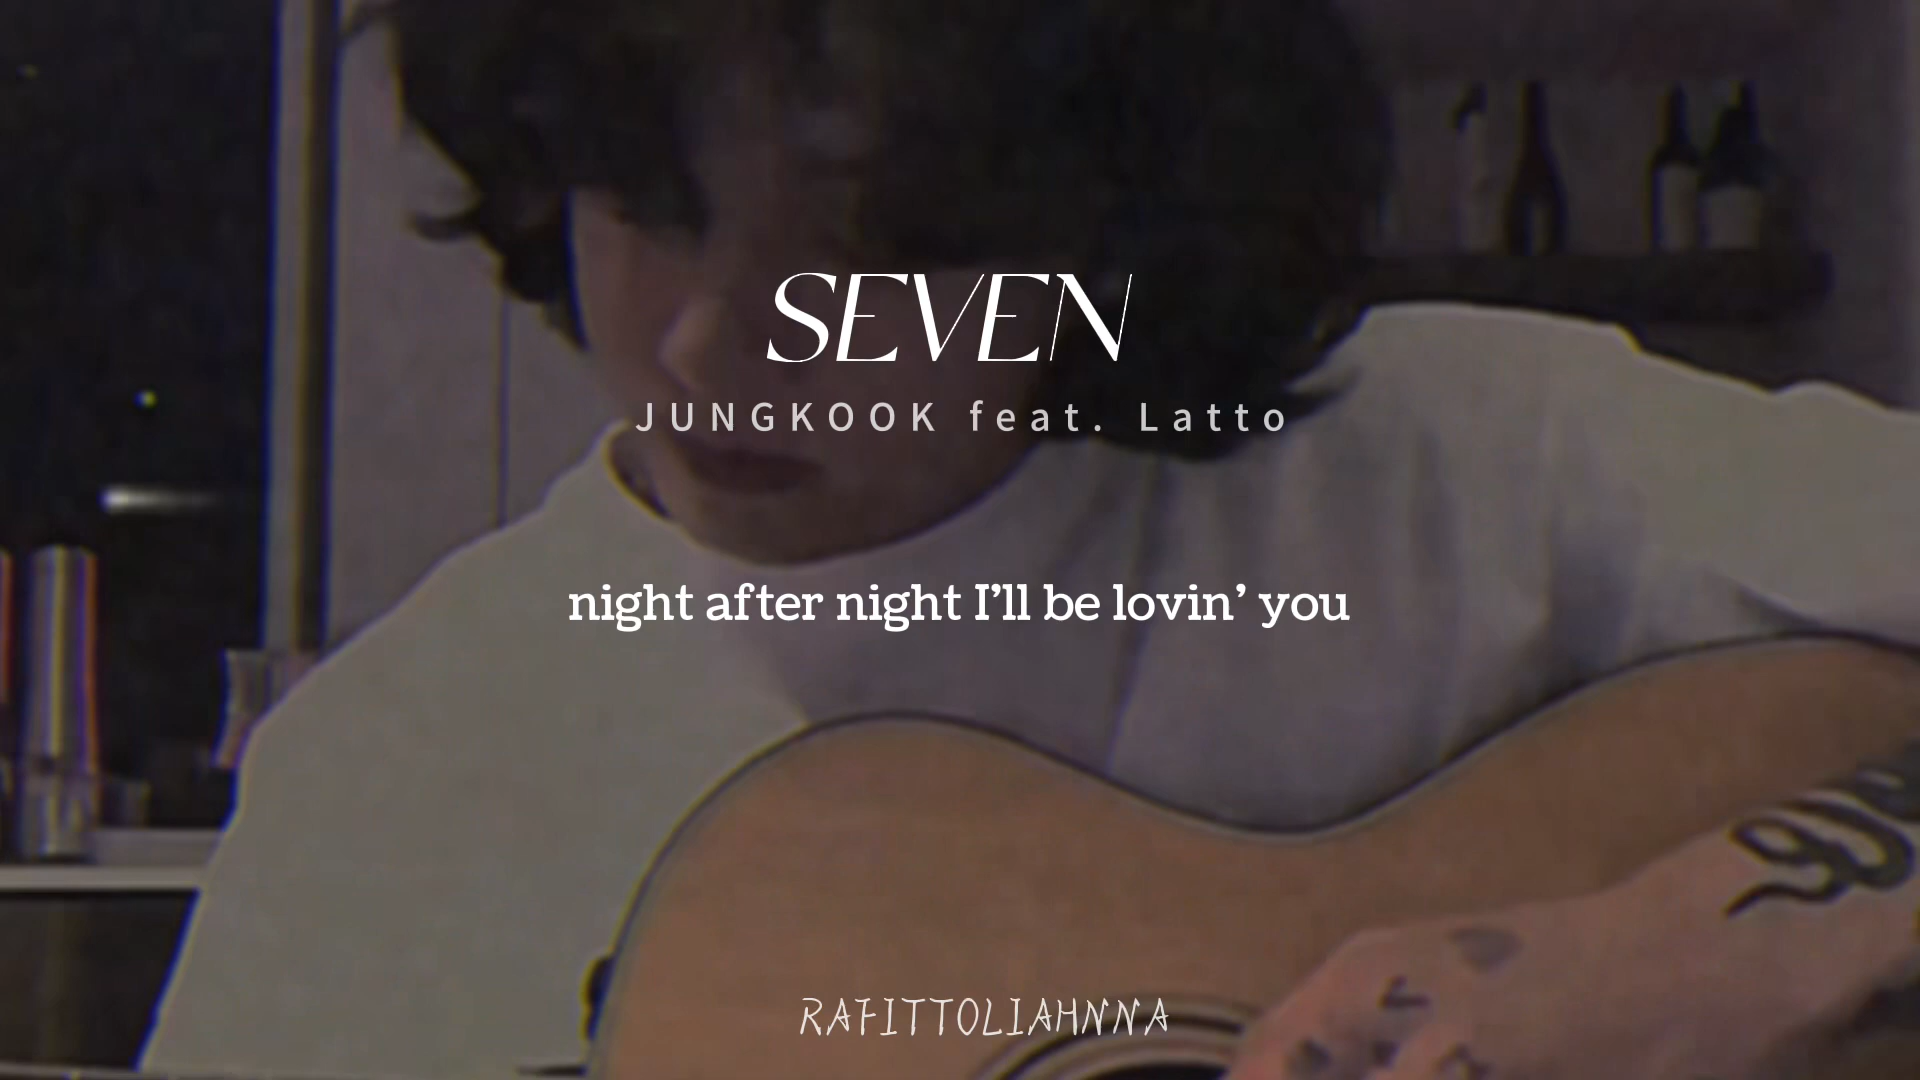 SEVEN
JUNGKOOK feat. Latto
night after night I’ll be lovin’ you
RAFITTOLIAHNNA